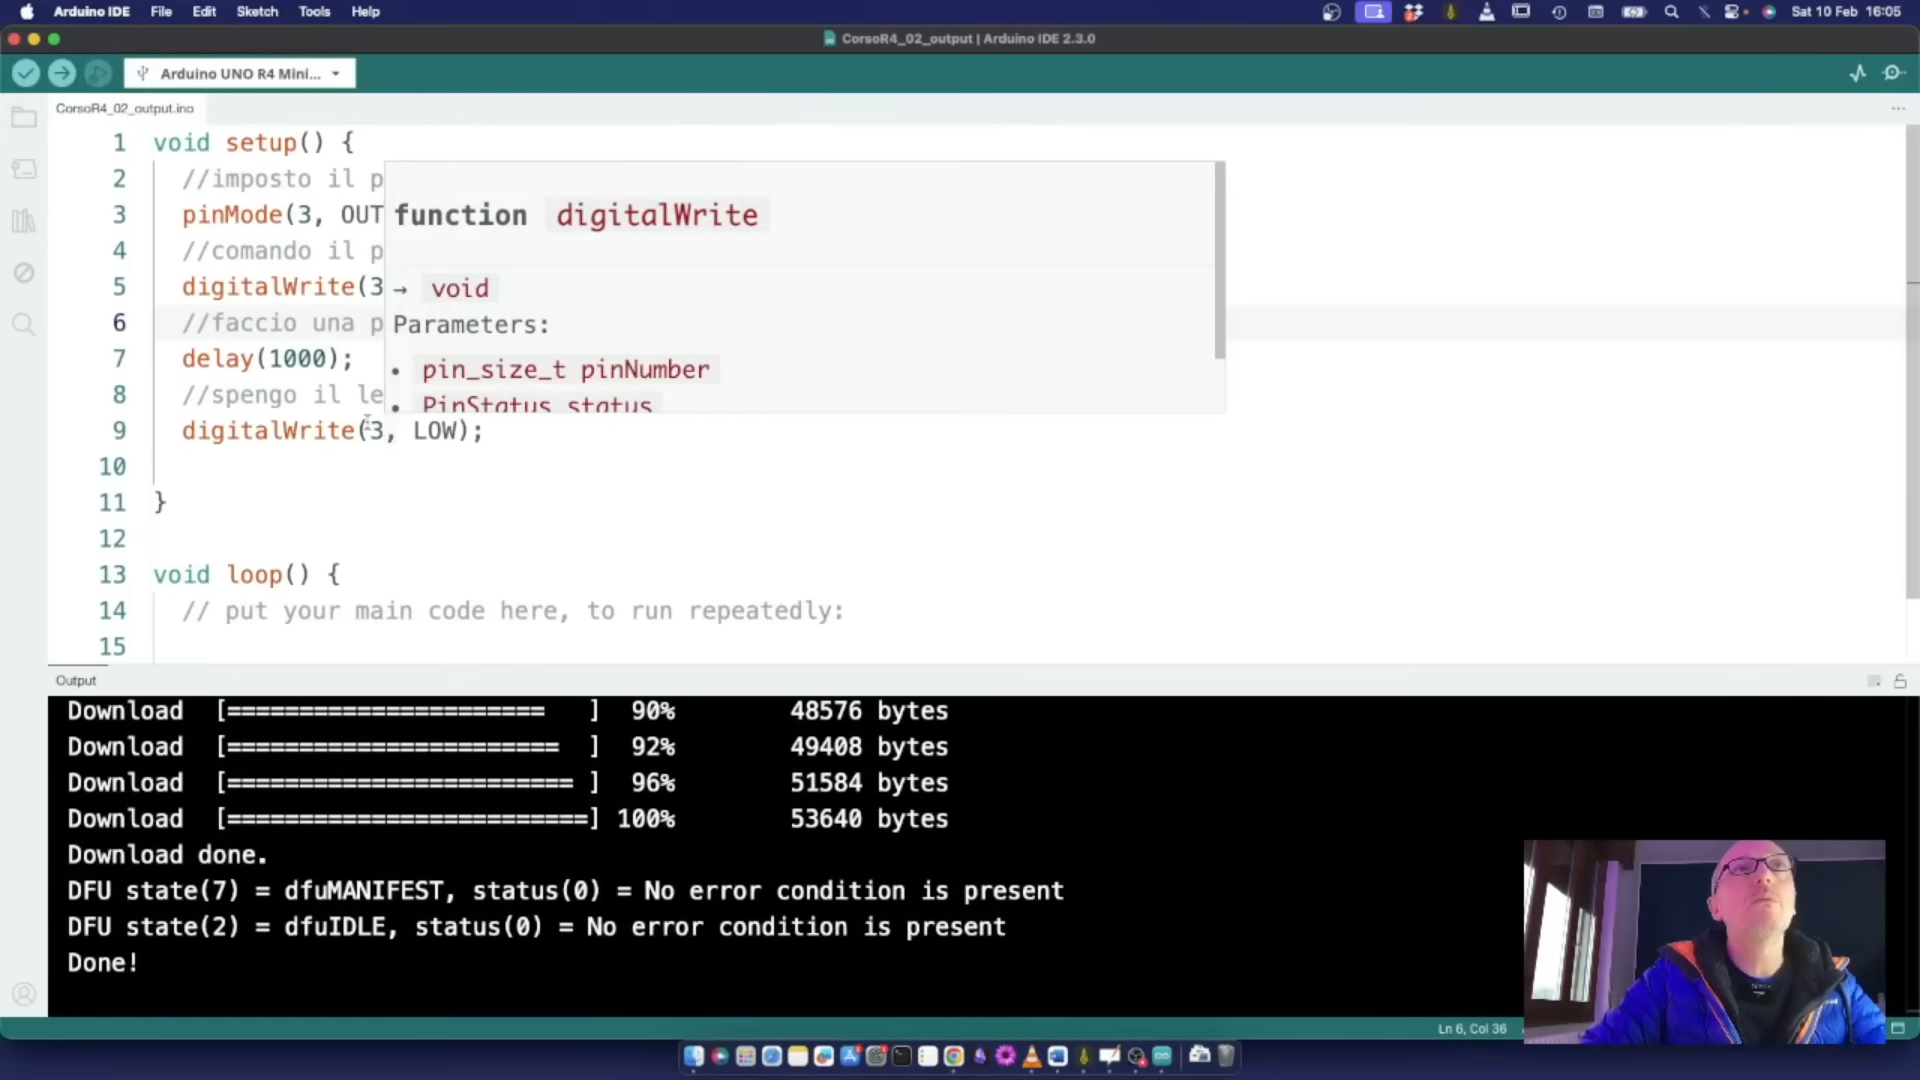 Arduino IDE File Edit Sketch Tools Help Sat 10 Feb 16:05
CorsoR4_02_output | Arduino IDE 2.3.0
Arduino UNO R4 Mini...
CorsoR4_02_output.ino
1 void setup() {
2 //imposto il p
3 pinMode(3, OUT
4 //comando il p
5 digitalWrite(3
6 //faccio una p
7 delay(1000);
8 //spengo il le
9 digitalWrite(3, LOW);
10
11 }
12
13 void loop() {
14 // put your main code here, to run repeatedly:
15
function digitalWrite
→ void
Parameters:
• pin_size_t pinNumber
• PinStatus status
Output
Download [====================== ] 90% 48576 bytes
Download [======================= ] 92% 49408 bytes
Download [======================== ] 96% 51584 bytes
Download [=========================] 100% 53640 bytes
Download done.
DFU state(7) = dfuMANIFEST, status(0) = No error condition is present
DFU state(2) = dfuIDLE, status(0) = No error condition is present
Done!
Ln 6, Col 36